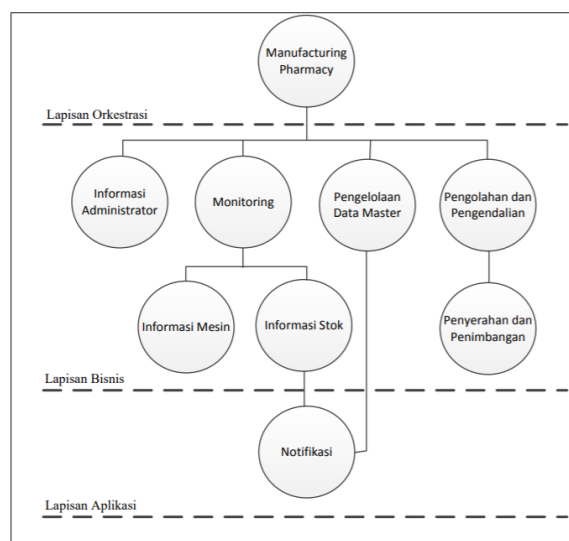 Manufacturing
Pharmacy
Lapisan Orkestrasi
Informasi
Administrator
Monitoring
Pengelolaan
Data Master
Pengolahan dan
Pengendalian
Informasi Mesin
Informasi Stok
Penyerahan dan
Penimbangan
Lapisan Bisnis
Notifikasi
Lapisan Aplikasi